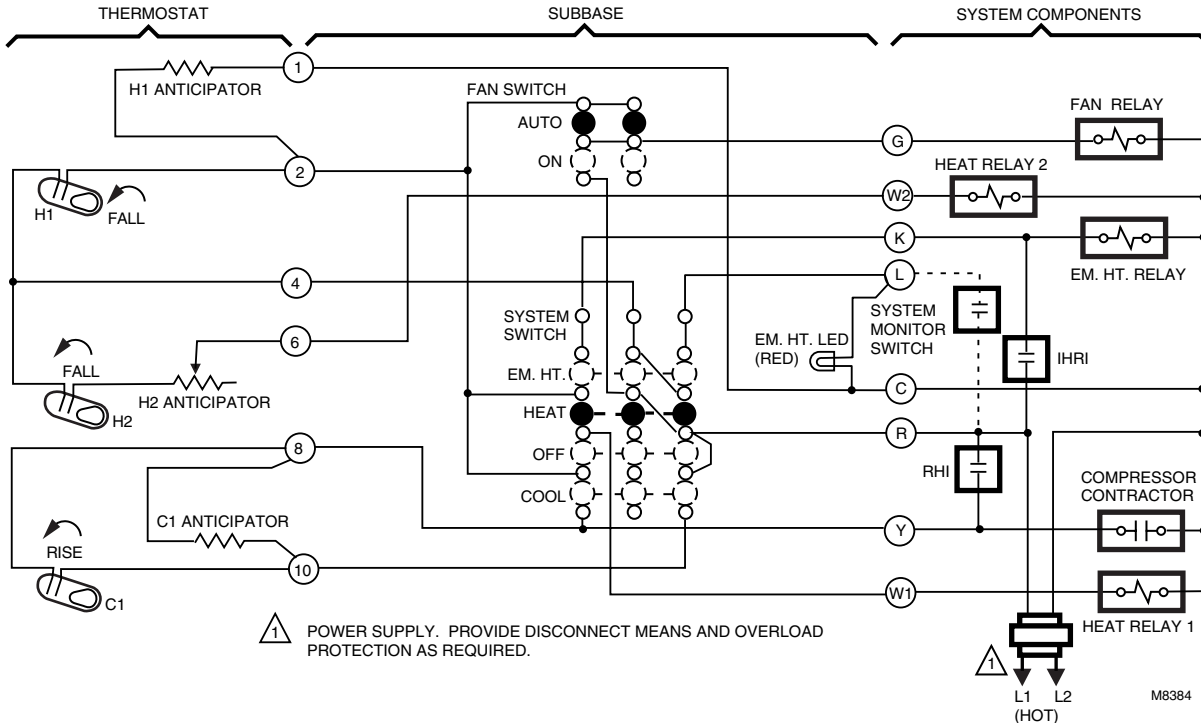 THERMOSTAT
SUBBASE
SYSTEM COMPONENTS
1
H1 ANTICIPATOR
FAN SWITCH
AUTO
ON
FAN RELAY
G
2
HEAT RELAY 2
H1
FALL
W2
K
EM. HT. RELAY
4
L
SYSTEM
SWITCH
SYSTEM
MONITOR
SWITCH
6
EM. HT. LED
(RED)
IHRI
FALL
EM. HT.
H2 ANTICIPATOR
C
H2
HEAT
R
8
OFF
RHI
COMPRESSOR
CONTRACTOR
COOL
C1 ANTICIPATOR
Y
RISE
10
C1
W1
HEAT RELAY 1
1 POWER SUPPLY. PROVIDE DISCONNECT MEANS AND OVERLOAD
PROTECTION AS REQUIRED.
1
L1 L2
(HOT)
M8384